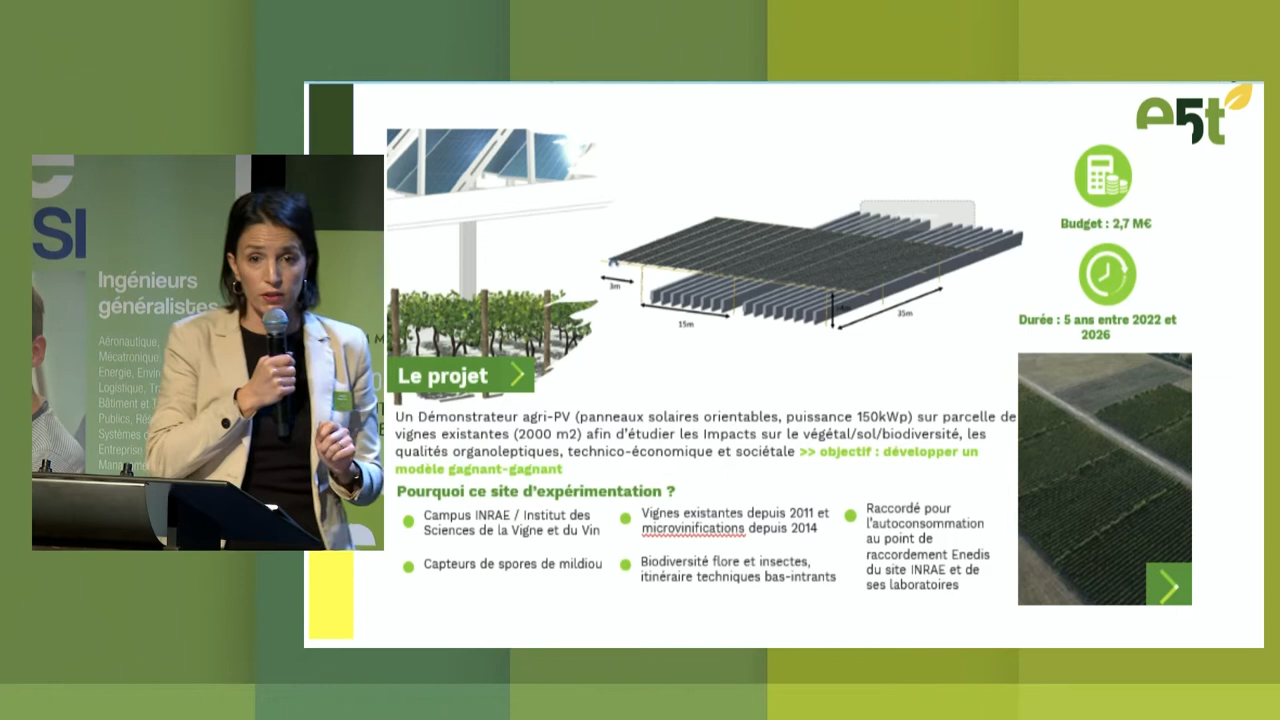 e5t
SI
Ingénieurs
généralistes
Aéronautique,
Mécatronique
Energie,
Logistique,
Bâtiment et
Publics,
Systèmes
Entreprise
3m
15m
35m
Budget : 2,7 M€
Durée : 5 ans entre 2022 et
2026
Le projet
Un Démonstrateur agri-PV (panneaux solaires orientables, puissance 150kWp) sur parcelle de
vignes existantes (2000 m2) afin d'étudier les Impacts sur le végétal/sol/biodiversité, les
qualités organoleptiques, technico-économique et sociétale >> objectif : développer un
modèle gagnant-gagnant
Pourquoi ce site d'expérimentation ?
Campus INRAE / Institut des
Sciences de la Vigne et du Vin
Capteurs de spores de mildiou
Vignes existantes depuis 2011 et
microvinifications depuis 2014
Biodiversité flore et insectes,
itinéraire techniques bas-intrants
Raccordé pour
l'autoconsommation
au point de
raccordement Enedis
du site INRAE et de
ses laboratoires